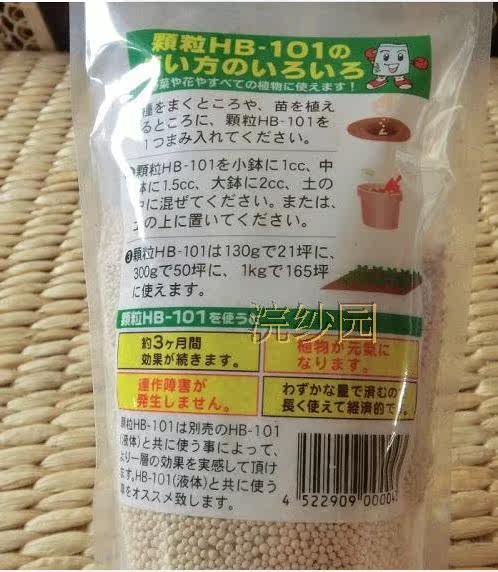 顆粒HB-101の
い方のいろいろ
菜や花やすべての植物に使えます！
種をまくところや、苗を植え
るところに、顆粒HB-101を
1つまみ入れてください。
顆粒HB-101を小鉢に1cc、中
鉢に1.5cc、大鉢に2cc、土の
中に混ぜてください。または、
土の上に置いてください。
❸顆粒HB-101は130gで21坪に、
300gで50坪に、1kgで165坪
に使えます。
顆粒HB-101を使うと
浣纱园
約3ヶ月間
効果が続きます。
植物が元氣に
なります。
連作障害が
発生しません。
わずかな量で済むの
長く使えて経済的です。
顆粒HB-101は別売のHB-101
(液体)と共に使う事によって、
より一層の効果を実感して頂け
ます。HB-101(液体)と共に使う
事をオススメ致します。
4 522909 00004